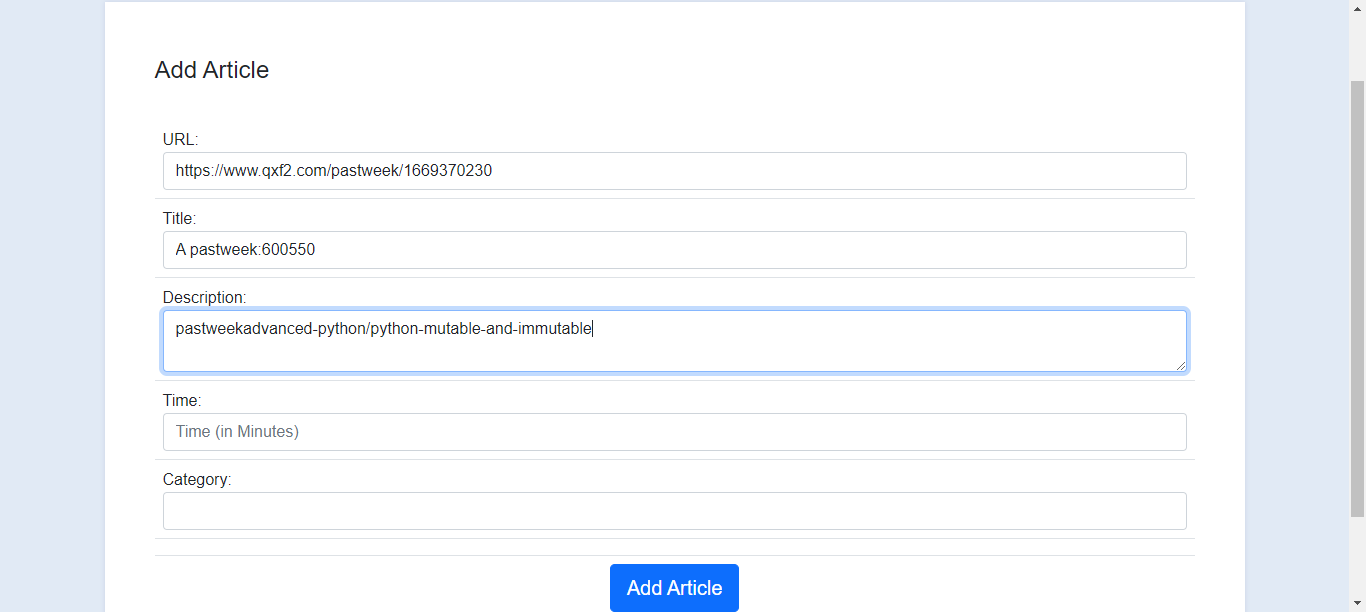 Add Article
URL:
https://www.qxf2.com/pastweek/1669370230
Title:
A pastweek:600550
Description:
pastweekadvanced-python/python-mutable-and-immutable
Time:
Time (in Minutes)
Category:
Add Article